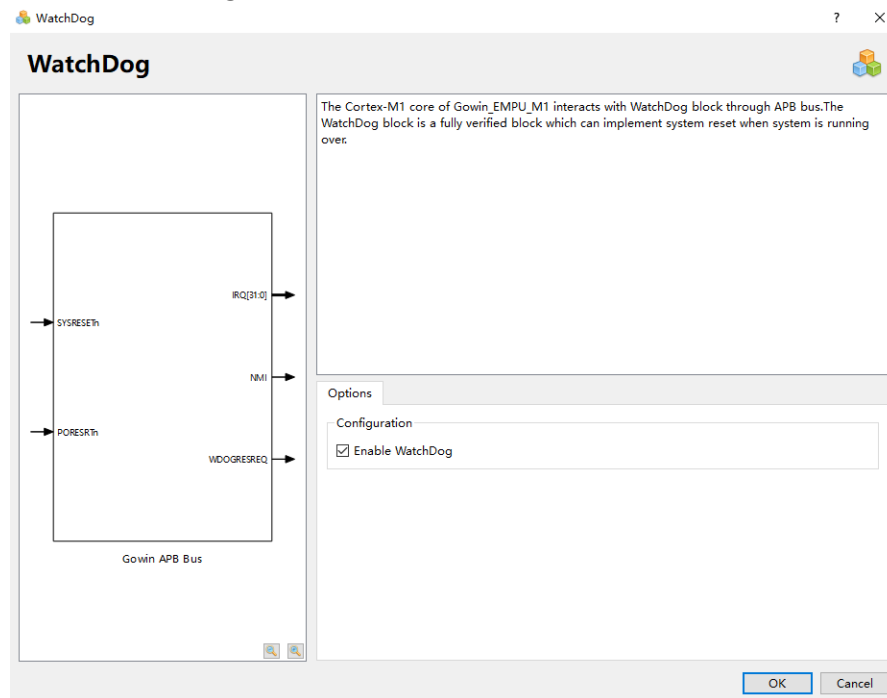 WatchDog
?
WatchDog
The Cortex-M1 core of Gowin_EMPU_M1 interacts with WatchDog block through APB bus.The
WatchDog block is a fully verified block which can implement system reset when system is running
over.
IRQ[31:0]
SYSRESETn
NMI
PORESRTn
WDOGRESREQ
Gowin APB Bus
Options
Configuration
Enable WatchDog
OK
Cancel